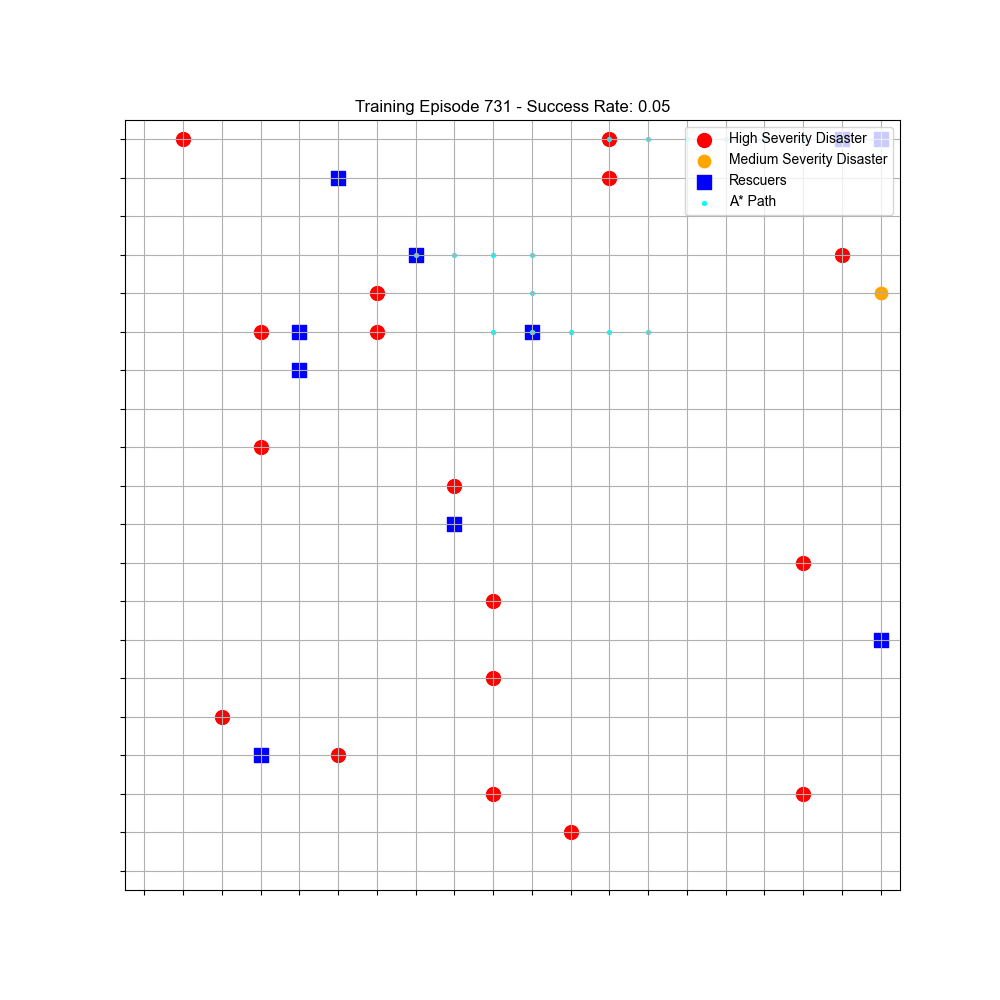 Training Episode 731 - Success Rate: 0.05
High Severity Disaster
Medium Severity Disaster
Rescuers
A* Path